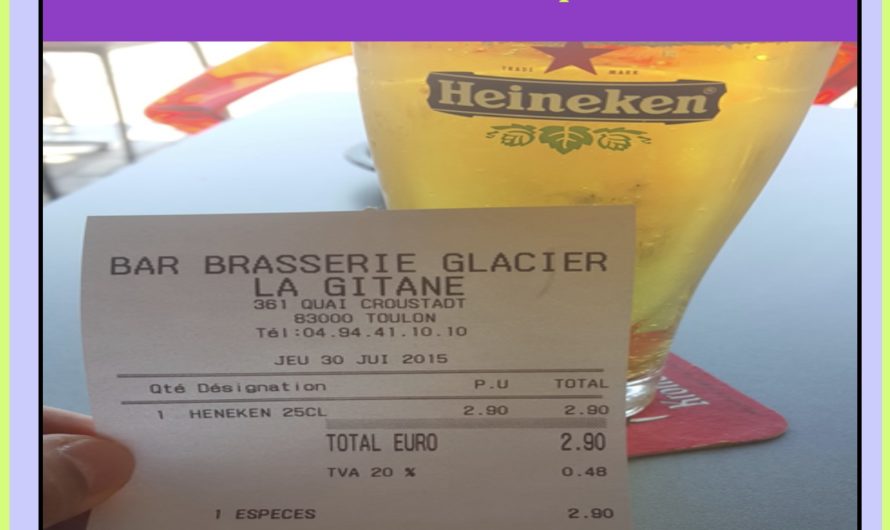 TRADE MARK
Heineken®
BAR BRASSERIE GLACIER
LA GITANE
361 QUAI CROUSTADT
83000 TOULON
Tél:04.94.41.10.10
JEU 30 JUI 2015
Qté Désignation P.U TOTAL
1 HENEKEN 25CL 2.90 2.90
TOTAL EURO 2.90
TVA 20 % 0.48
1 ESPECES 2.90